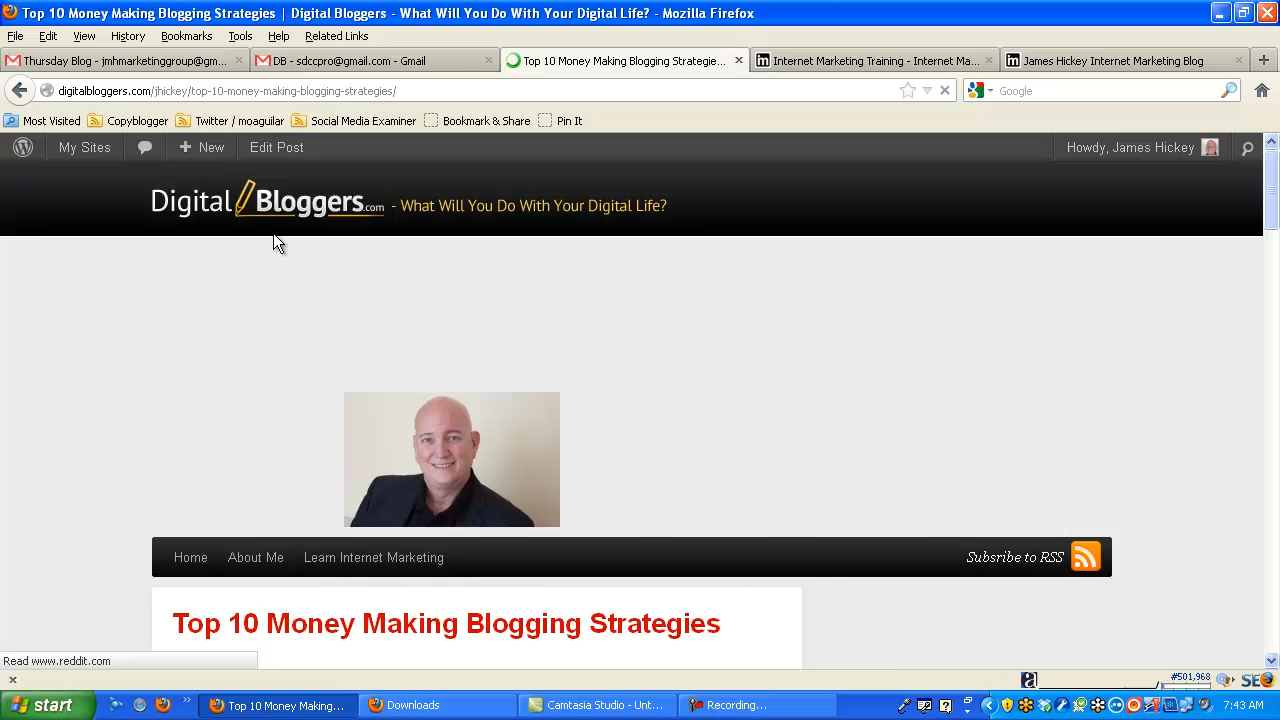 Top 10 Money Making Blogging Strategies | Digital Bloggers - What Will You Do With Your Digital Life? - Mozilla Firefox
File Edit View History Bookmarks Tools Help Related Links
Thursday Blog - jmhmarketinggroup@gm... DB - sdbpro@gmail.com - Gmail Top 10 Money Making Blogging Strategie... Internet Marketing Training - Internet Ma... James Hickey Internet Marketing Blog
digitalbloggers.com/jhickey/top-10-money-making-blogging-strategies/ Google
Most Visited Copyblogger Twitter / moaguilar Social Media Examiner Bookmark & Share Pin It
My Sites + New Edit Post Howdy, James Hickey
Digital Bloggers.com - What Will You Do With Your Digital Life?
Home About Me Learn Internet Marketing Subsribe to RSS
Top 10 Money Making Blogging Strategies
Read www.reddit.com
#501,968 SE
start Top 10 Money Making... Downloads Camtasia Studio - Unt... Recording... 7:43 AM